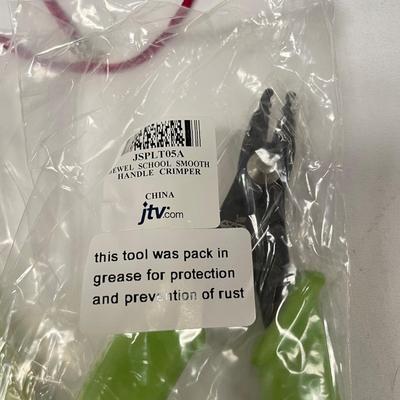 JSPLT05A
JEWEL SCHOOL SMOOTH
HANDLE CRIMPER
CHINA
jtv.com
this tool was pack in
grease for protection
and prevention of rust